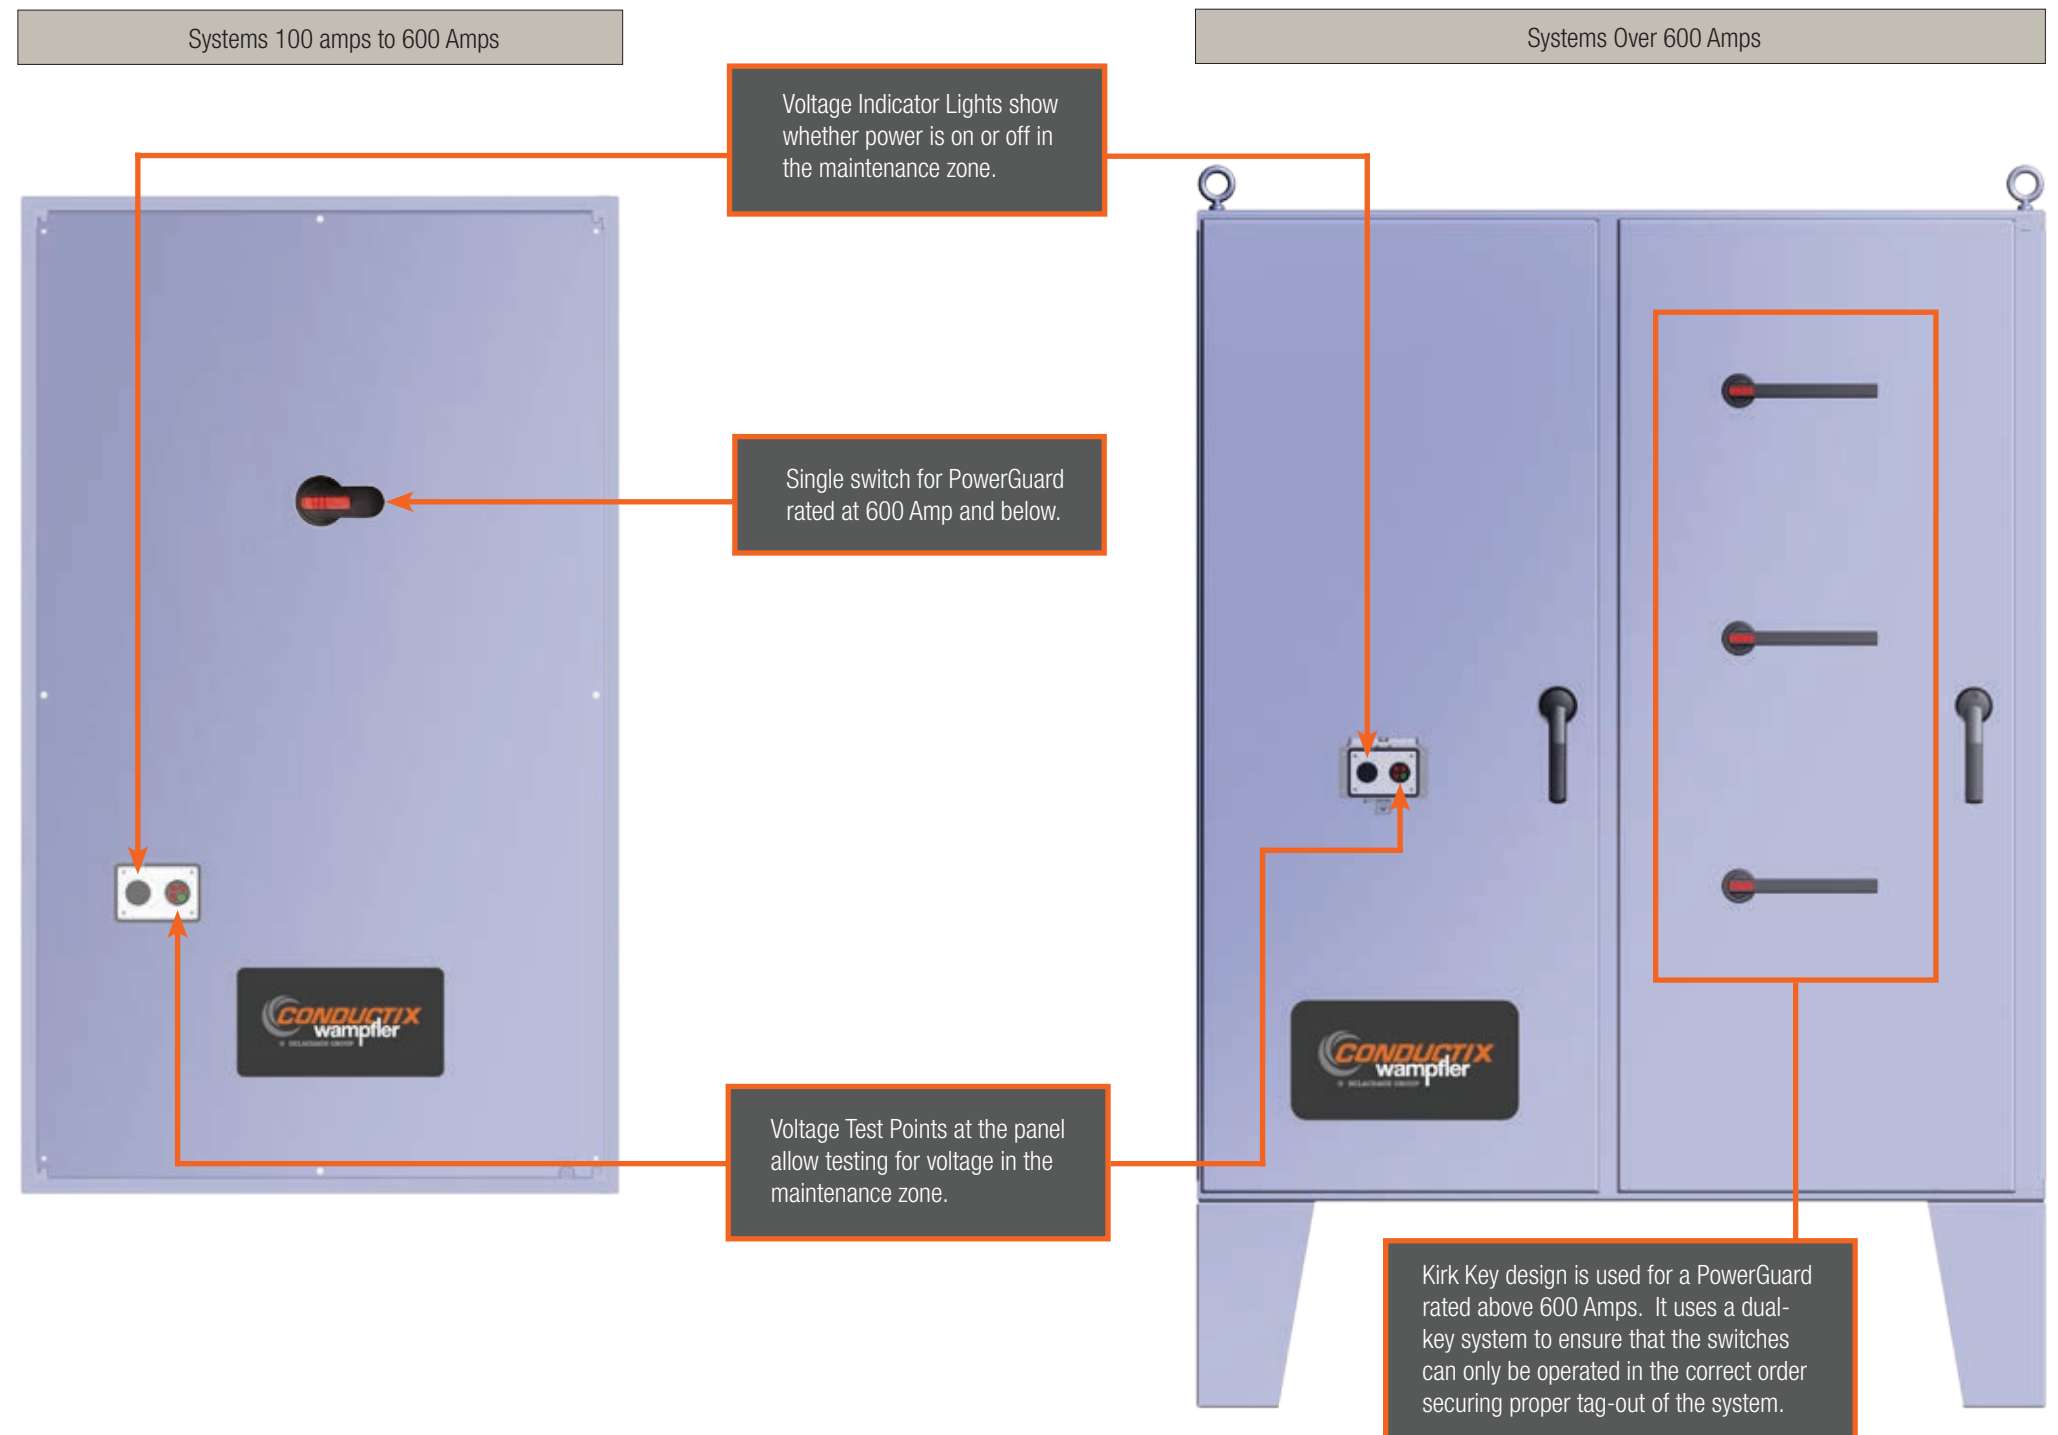 Systems 100 amps to 600 Amps
Systems Over 600 Amps
Voltage Indicator Lights show
whether power is on or off in
the maintenance zone.
Single switch for PowerGuard
rated at 600 Amp and below.
CONDUCTIX
wampfler
DELACHAUX GROUP
CONDUCTIX
wampfler
DELACHAUX GROUP
Voltage Test Points at the panel
allow testing for voltage in the
maintenance zone.
Kirk Key design is used for a PowerGuard
rated above 600 Amps.  It uses a dual-
key system to ensure that the switches
can only be operated in the correct order
securing proper tag-out of the system.